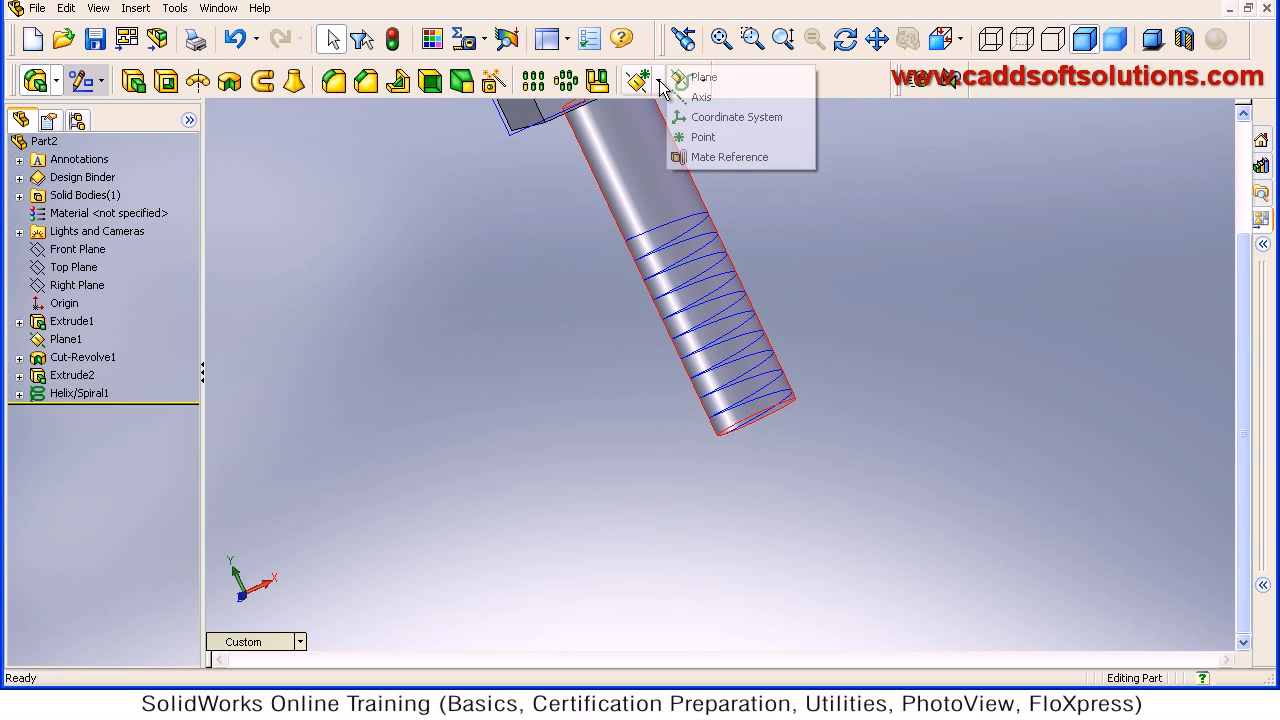 File Edit View Insert Tools Window Help
www.caddsoftsolutions.com
Plane
Axis
Coordinate System
Point
Mate Reference
Part2
Annotations
Design Binder
Solid Bodies(1)
Material <not specified>
Lights and Cameras
Front Plane
Top Plane
Right Plane
Origin
Extrude1
Plane1
Cut-Revolve1
Extrude2
Helix/Spiral1
Y
X
Custom
Ready
Editing Part
SolidWorks Online Training (Basics, Certification Preparation, Utilities, PhotoView, FloXpress)